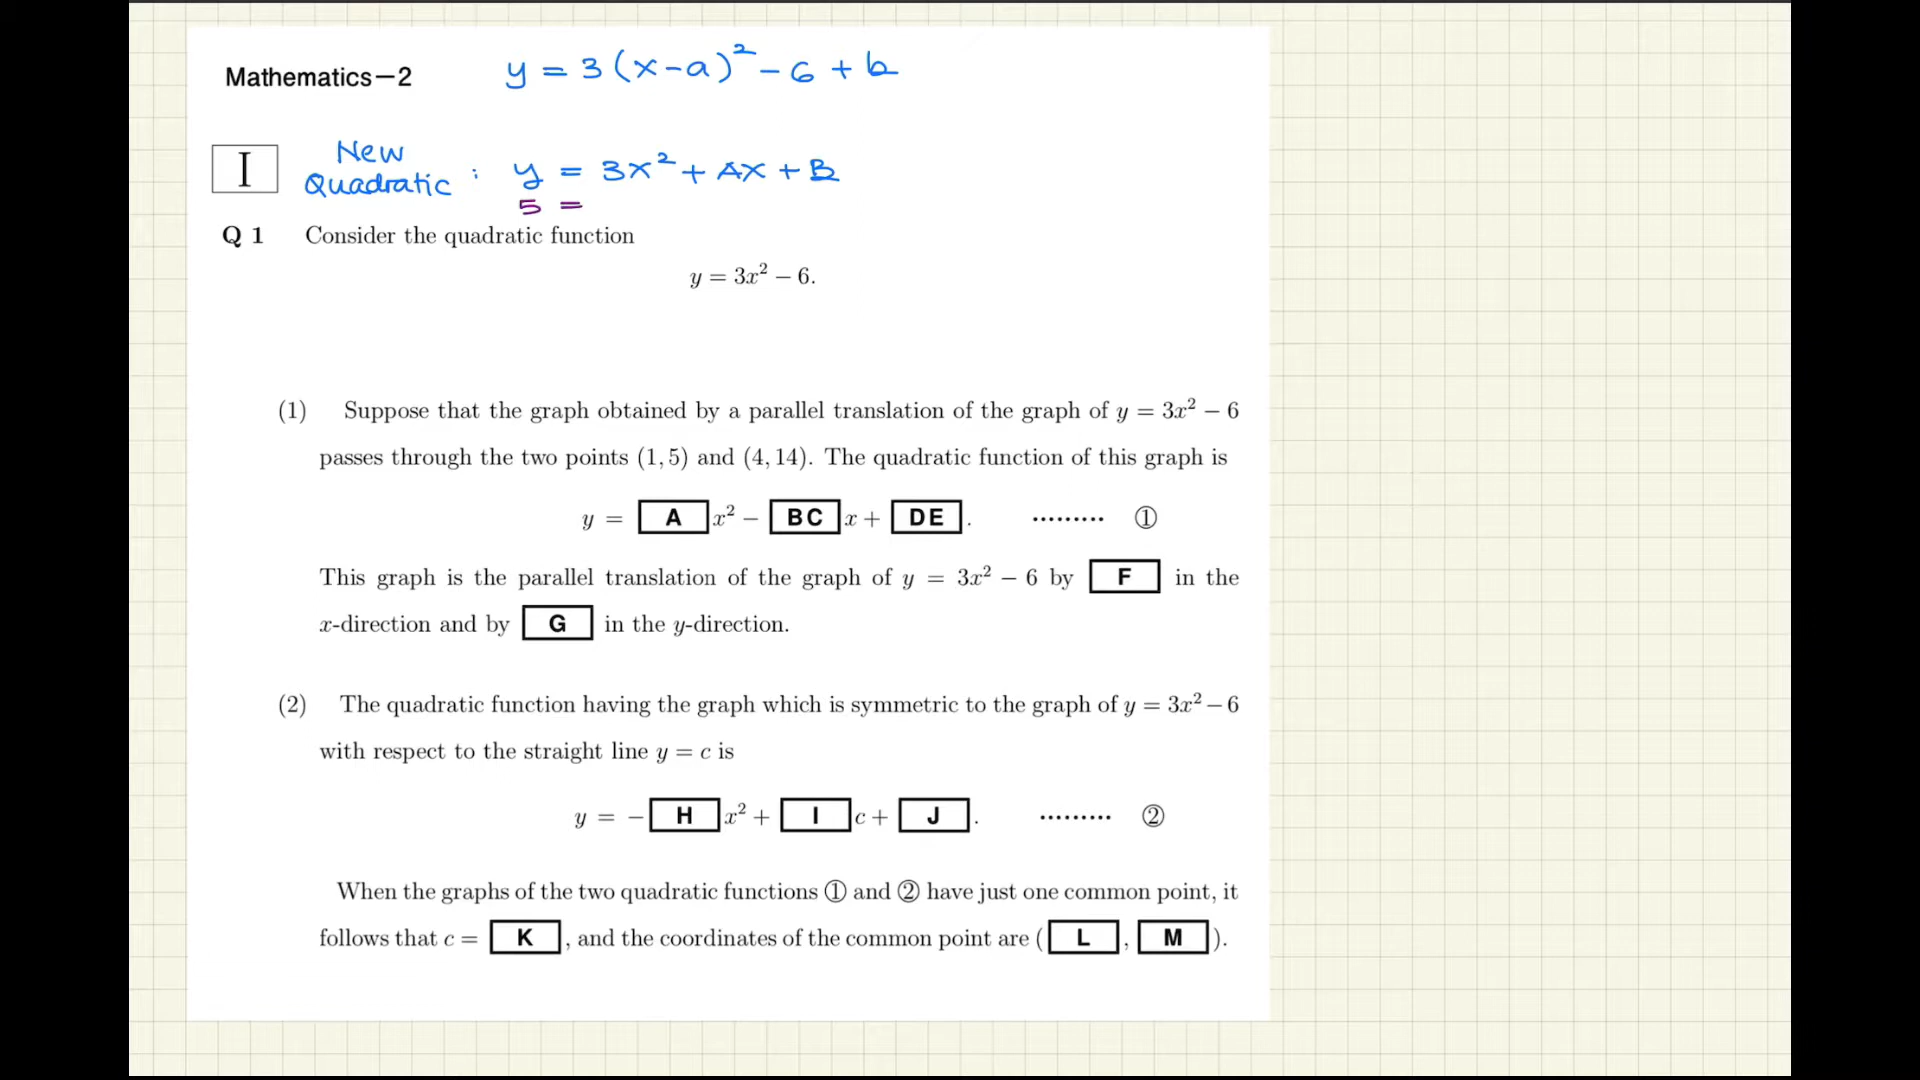 Mathematics−2
y = 3(x-a)² - 6 + b
I
New
Quadratic : y = 3x² + Ax + B
5 =
Q 1 Consider the quadratic function
y = 3x² − 6.
(1) Suppose that the graph obtained by a parallel translation of the graph of y = 3x² − 6
passes through the two points (1, 5) and (4, 14). The quadratic function of this graph is
y = A x² − BC x + DE . ········· ①
This graph is the parallel translation of the graph of y = 3x² − 6 by F in the
x-direction and by G in the y-direction.
(2) The quadratic function having the graph which is symmetric to the graph of y = 3x² − 6
with respect to the straight line y = c is
y = − H x² + I c + J . ········· ②
When the graphs of the two quadratic functions ① and ② have just one common point, it
follows that c = K , and the coordinates of the common point are ( L , M ).